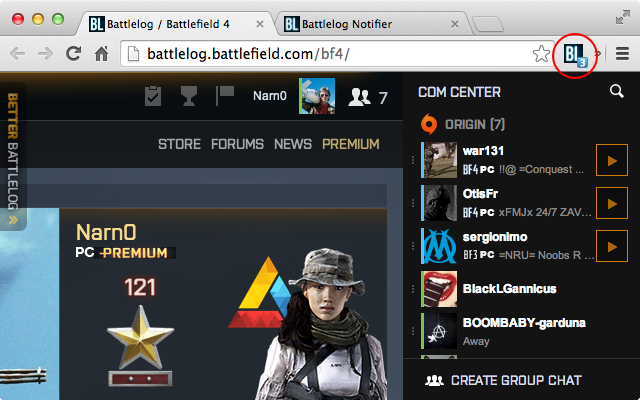 BL Battlelog / Battlefield 4
BL Battlelog Notifier
battlelog.battlefield.com/bf4/
BL 3
BETTER BATTLELOG
Narn0
7
STORE FORUMS NEWS PREMIUM
Narn0
PC PREMIUM
121
COM CENTER
ORIGIN (7)
war131
BF4 PC !!@ =Conquest ...
OtisFr
BF4 PC xFMJx 24/7 ZAV...
sergionimo
BF3 PC =NRU= Noobs R ...
BlackLGannicus
BOOMBABY-garduna
Away
CREATE GROUP CHAT